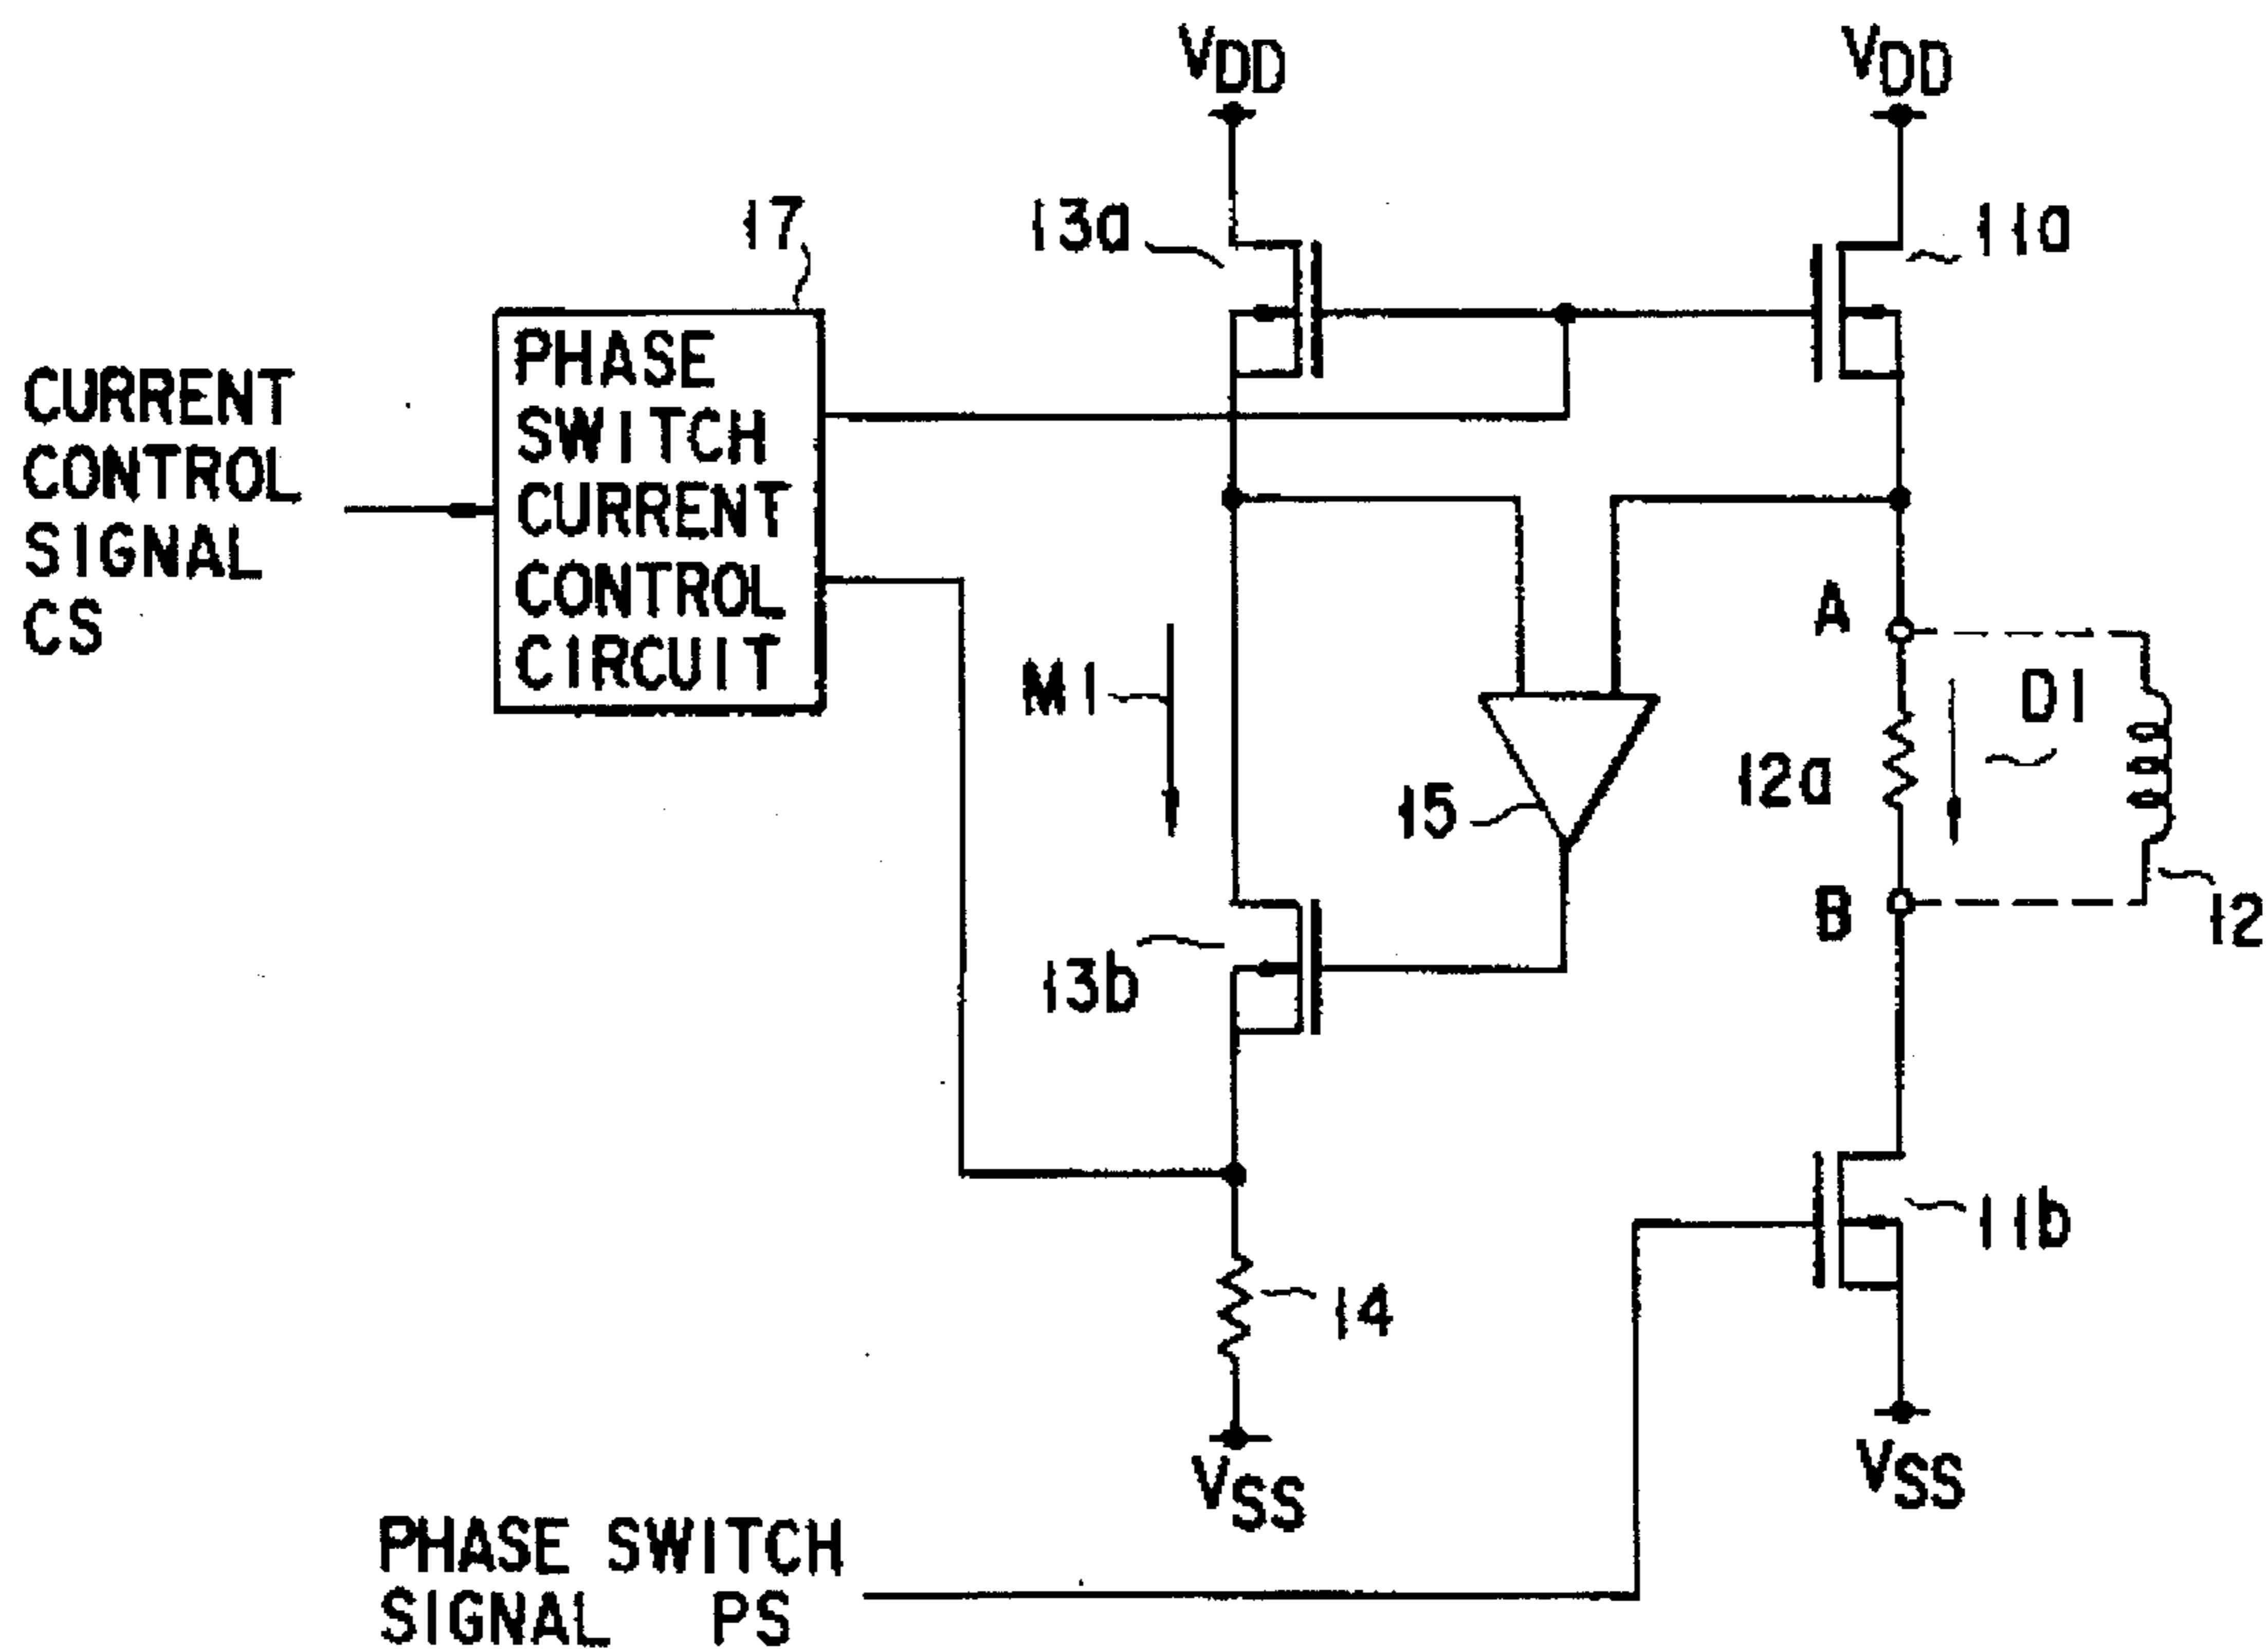 VDD
VDD
17
13a
11a
PHASE
SWITCH
CURRENT
CONTROL
CIRCUIT
CURRENT
CONTROL
SIGNAL
CS
M1
A
D1
12a
15
B
12
13b
11b
14
VSS
VSS
PHASE SWITCH
SIGNAL PS